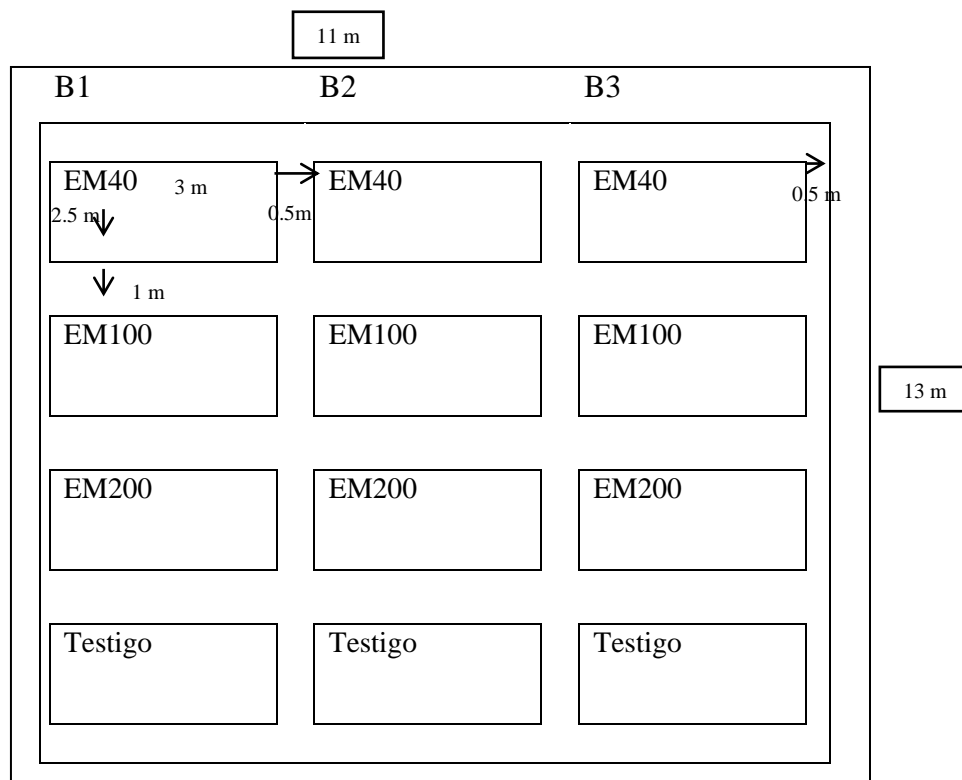 11 m
B1 B2 B3
EM40 3 m EM40 EM40
2.5 m 0.5m 0.5 m
1 m
EM100 EM100 EM100
13 m
EM200 EM200 EM200
Testigo Testigo Testigo